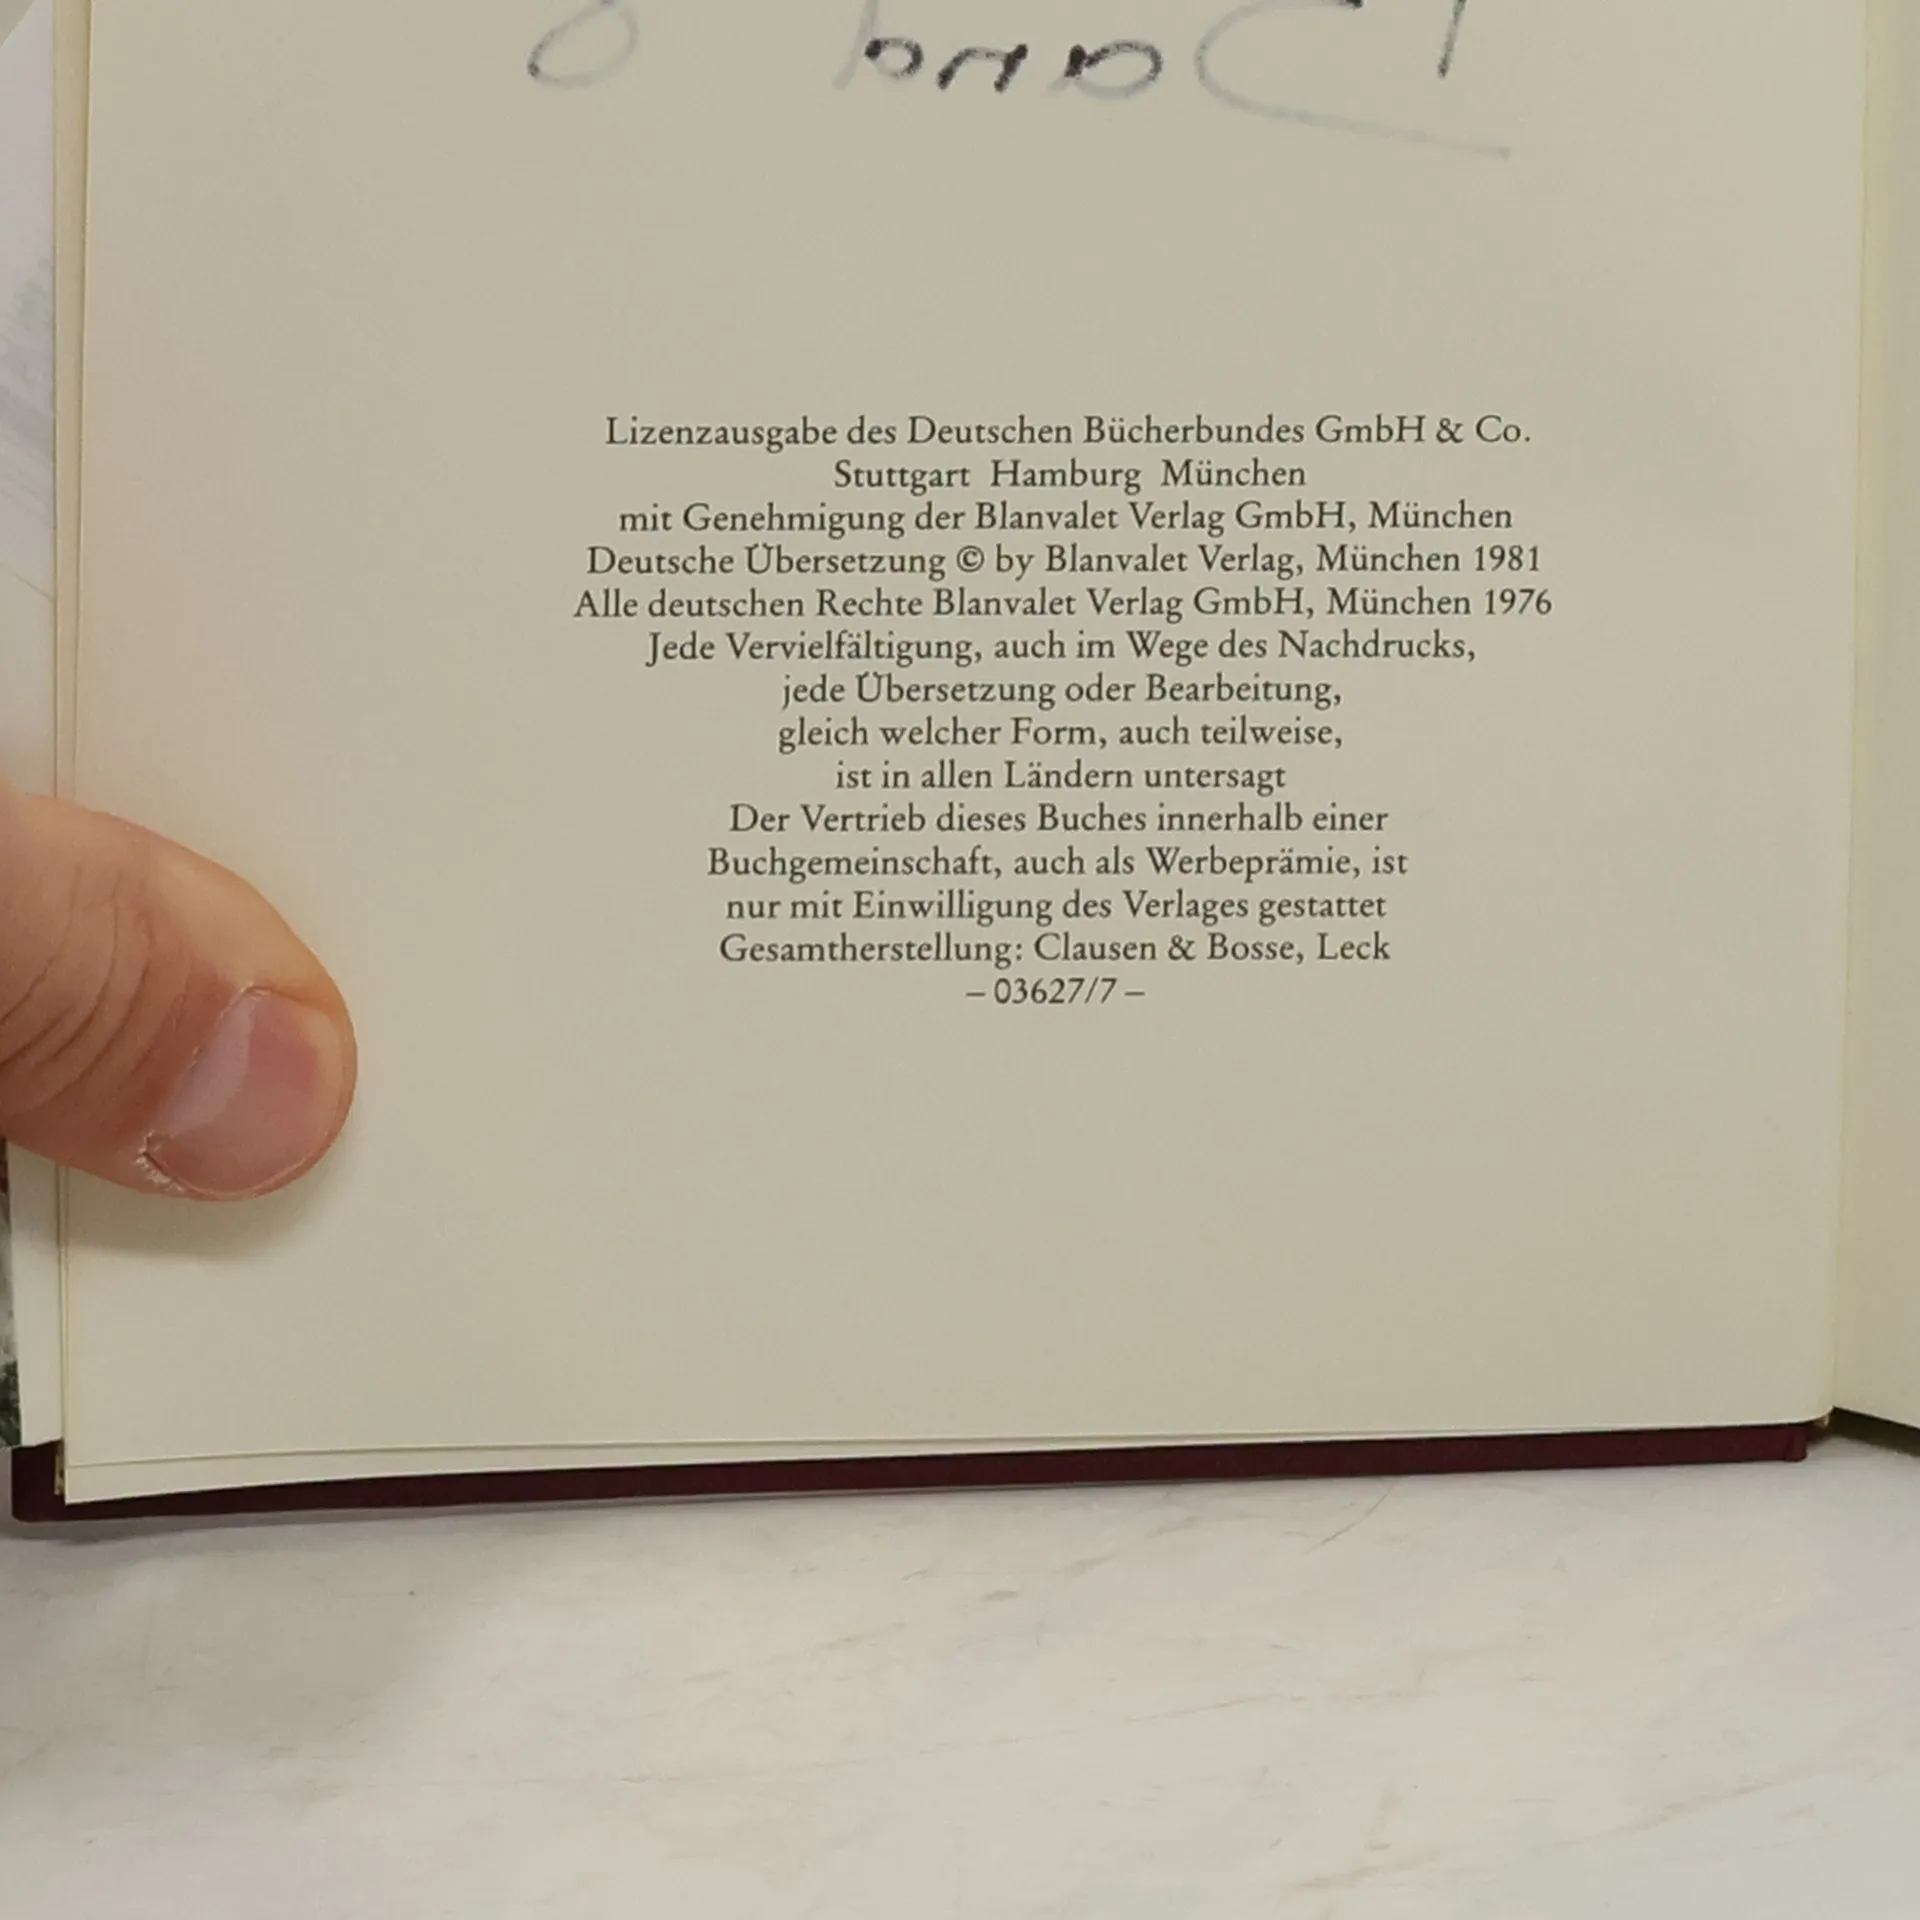 Lizenzausgabe des Deutschen Bücherbundes GmbH & Co.
Stuttgart Hamburg München
mit Genehmigung der Blanvalet Verlag GmbH, München
Deutsche Übersetzung © by Blanvalet Verlag, München 1981
Alle deutschen Rechte Blanvalet Verlag GmbH, München 1976
Jede Vervielfältigung, auch im Wege des Nachdrucks,
jede Übersetzung oder Bearbeitung,
gleich welcher Form, auch teilweise,
ist in allen Ländern untersagt
Der Vertrieb dieses Buches innerhalb einer
Buchgemeinschaft, auch als Werbeprämie, ist
nur mit Einwilligung des Verlages gestattet
Gesamtherstellung: Clausen & Bosse, Leck
– 03627/7 –